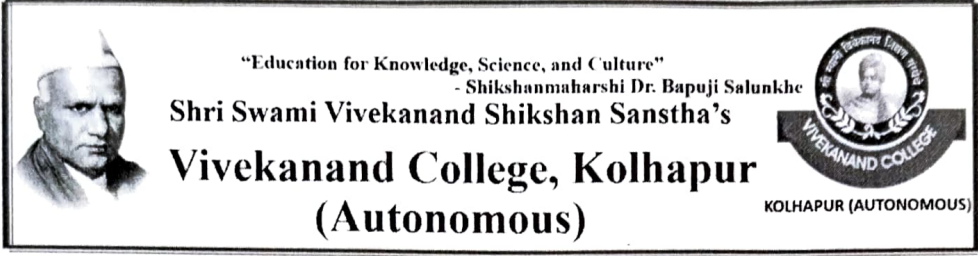 “Education for Knowledge, Science, and Culture”
- Shikshanmaharshi Dr. Bapuji Salunkhe
Shri Swami Vivekanand Shikshan Sanstha’s
Vivekanand College, Kolhapur
(Autonomous)
श्री स्वामी विवेकानंद शिक्षण संस्थेचे
VIVEKANAND COLLEGE
KOLHAPUR (AUTONOMOUS)